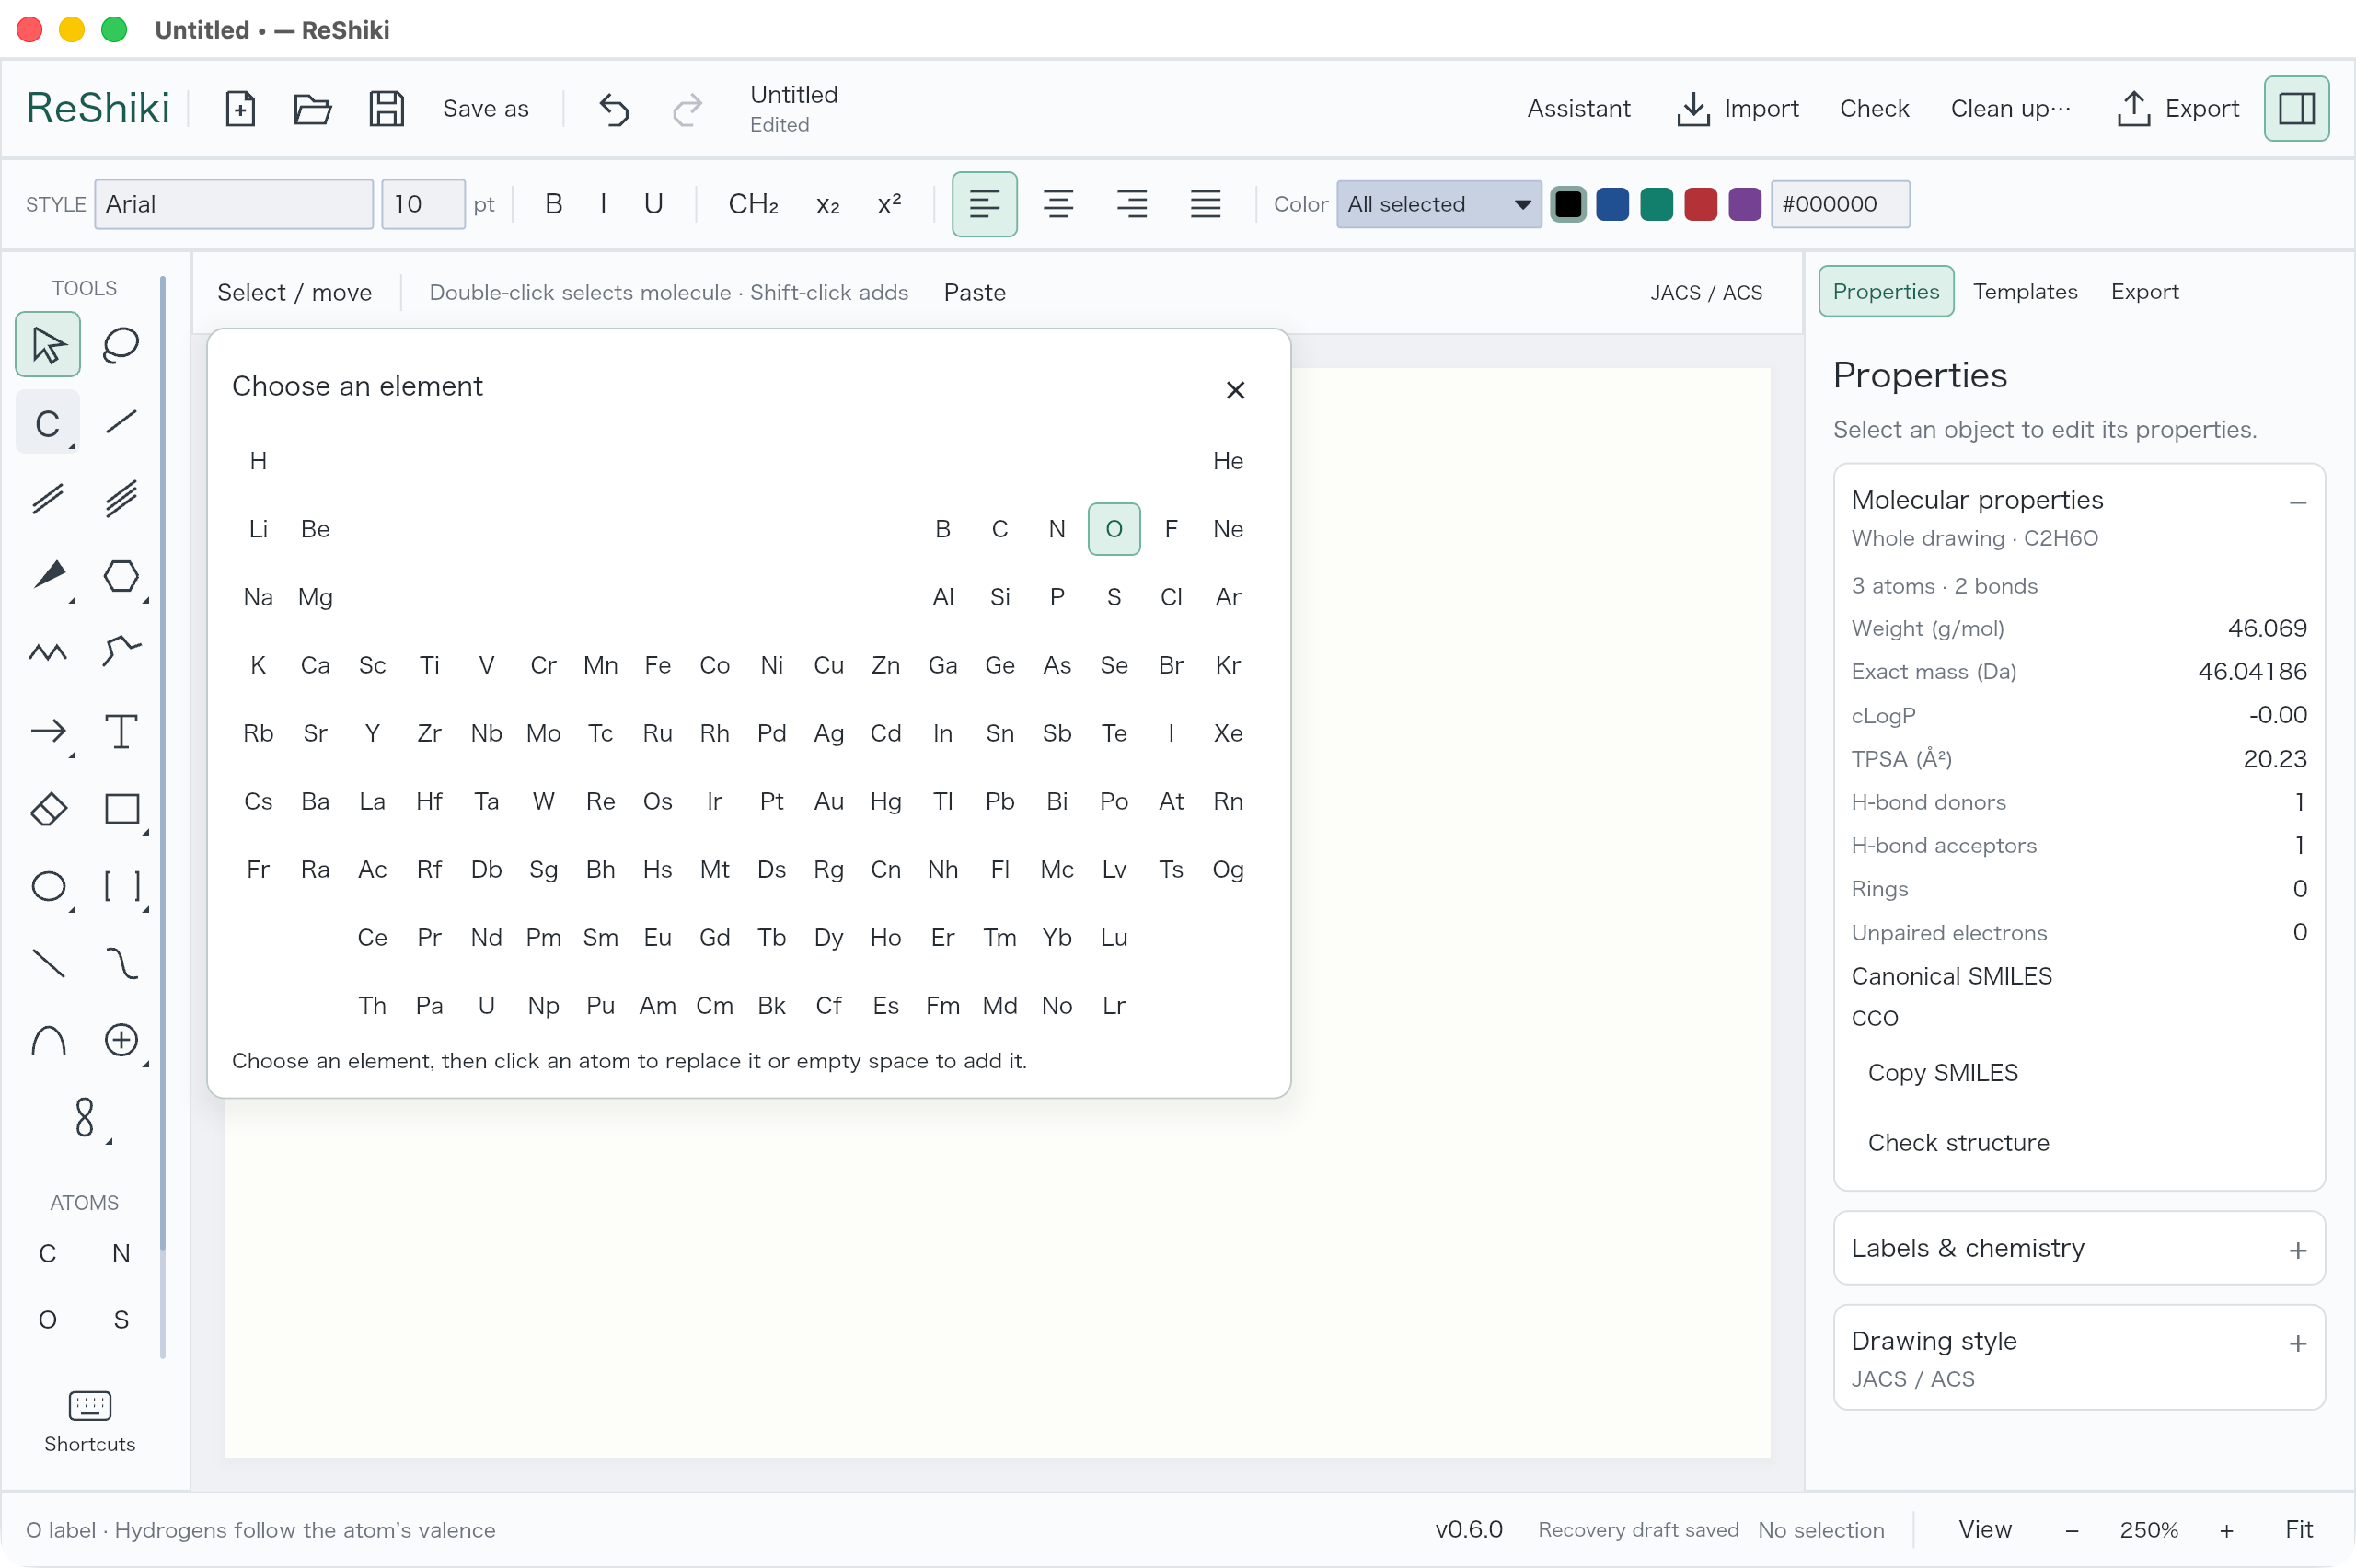 Untitled • — ReShiki
ReShiki
Save as
Untitled
Edited
Assistant
Import
Check
Clean up···
Export
STYLE
Arial
10
pt
B
I
U
CH₂
x₂
x²
Color
All selected
#000000
TOOLS
Select / move
Double-click selects molecule · Shift-click adds
Paste
JACS / ACS
C
T
[ ]
ATOMS
C N
O S
Shortcuts
Choose an element
×
H He
Li Be B C N O F Ne
Na Mg Al Si P S Cl Ar
K Ca Sc Ti V Cr Mn Fe Co Ni Cu Zn Ga Ge As Se Br Kr
Rb Sr Y Zr Nb Mo Tc Ru Rh Pd Ag Cd In Sn Sb Te I Xe
Cs Ba La Hf Ta W Re Os Ir Pt Au Hg Tl Pb Bi Po At Rn
Fr Ra Ac Rf Db Sg Bh Hs Mt Ds Rg Cn Nh Fl Mc Lv Ts Og
Ce Pr Nd Pm Sm Eu Gd Tb Dy Ho Er Tm Yb Lu
Th Pa U Np Pu Am Cm Bk Cf Es Fm Md No Lr
Choose an element, then click an atom to replace it or empty space to add it.
Properties
Templates
Export
Properties
Select an object to edit its properties.
Molecular properties −
Whole drawing · C2H6O
3 atoms · 2 bonds
Weight (g/mol) 46.069
Exact mass (Da) 46.04186
cLogP -0.00
TPSA (Å²) 20.23
H-bond donors 1
H-bond acceptors 1
Rings 0
Unpaired electrons 0
Canonical SMILES
CCO
Copy SMILES
Check structure
Labels & chemistry +
Drawing style +
JACS / ACS
O label · Hydrogens follow the atom's valence
v0.6.0
Recovery draft saved
No selection
View
−
250%
+
Fit